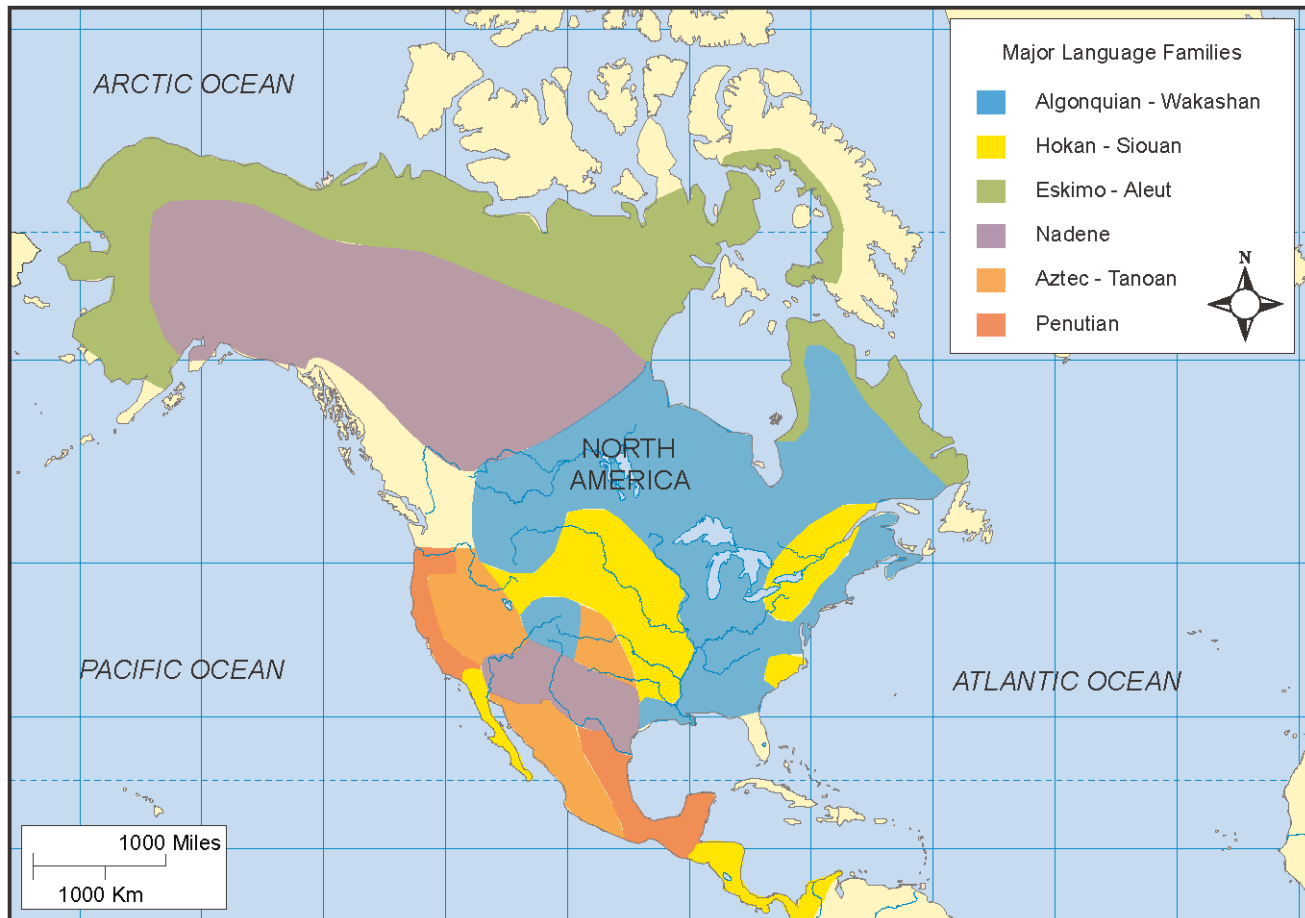 ARCTIC OCEAN
Major Language Families
Algonquian - Wakashan
Hokan - Siouan
Eskimo - Aleut
Nadene
Aztec - Tanoan
Penutian
N
NORTH
AMERICA
PACIFIC OCEAN
ATLANTIC OCEAN
1000 Miles
1000 Km